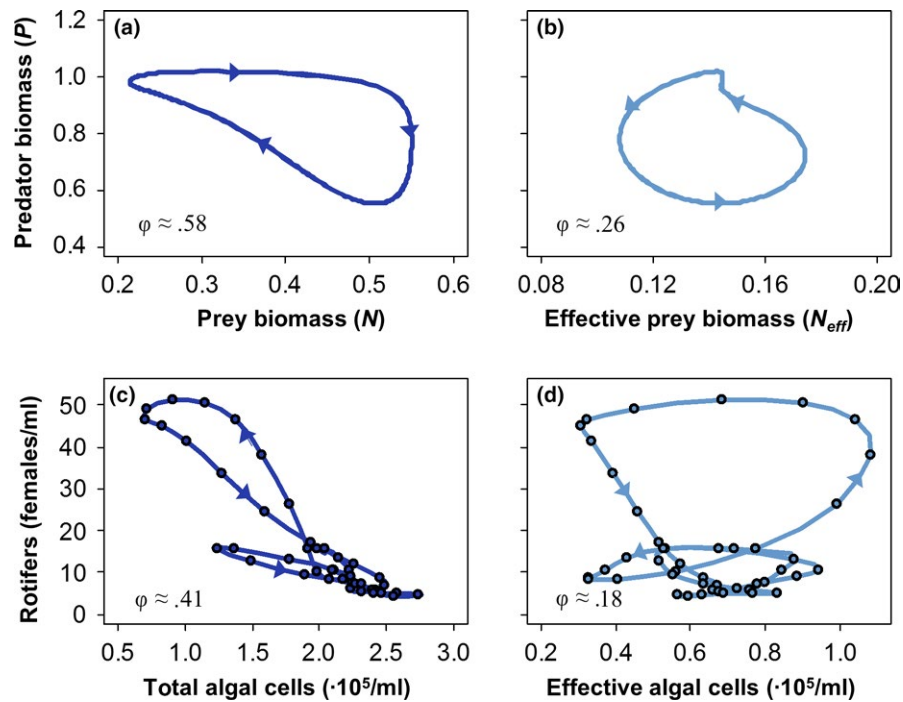 (a)
Predator biomass (P)
1.2
1.0
0.8
0.6
0.4
φ ≈ .58
0.2 0.3 0.4 0.5 0.6
Prey biomass (N)
(b)
φ ≈ .26
0.08 0.12 0.16 0.20
Effective prey biomass (Neff)
(c)
Rotifers (females/ml)
50
40
30
20
10
0
φ ≈ .41
0.5 1.0 1.5 2.0 2.5 3.0
Total algal cells (·10⁵/ml)
(d)
φ ≈ .18
0.2 0.4 0.6 0.8 1.0
Effective algal cells (·10⁵/ml)